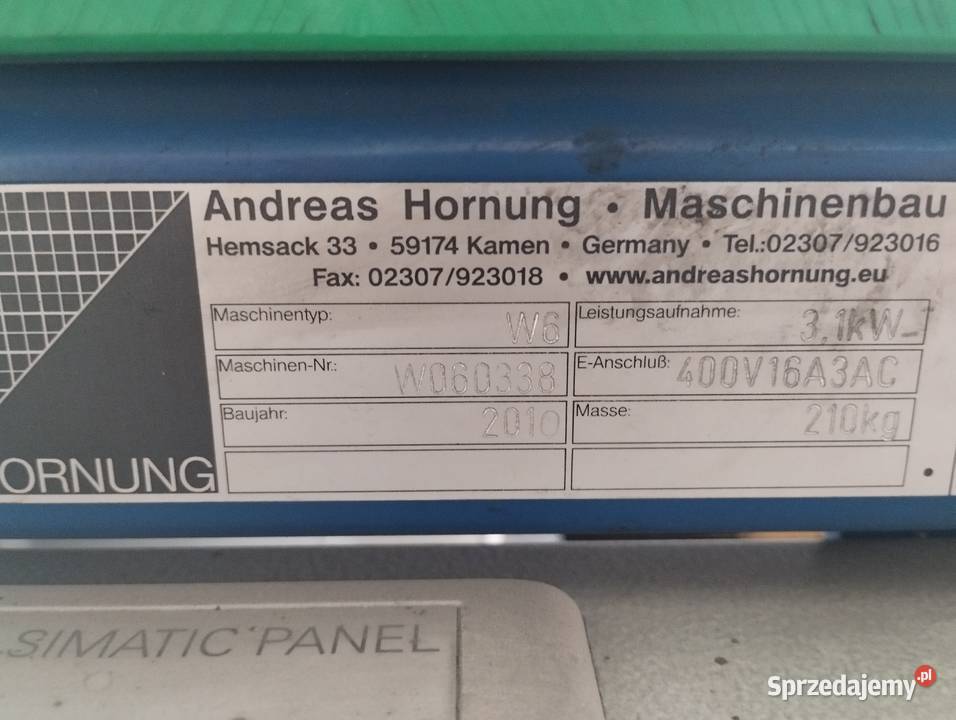 Andreas Hornung • Maschinenbau
Hemsack 33 • 59174 Kamen • Germany • Tel.:02307/923016
Fax: 02307/923018 • www.andreashornung.eu
Maschinentyp: W6 Leistungsaufnahme: 3,1kW
Maschinen-Nr.: W060338 E-Anschluß: 400V16A3AC
Baujahr: 2010 Masse: 210kg
ORNUNG
SIMATIC PANEL
Sprzedajemy.pl